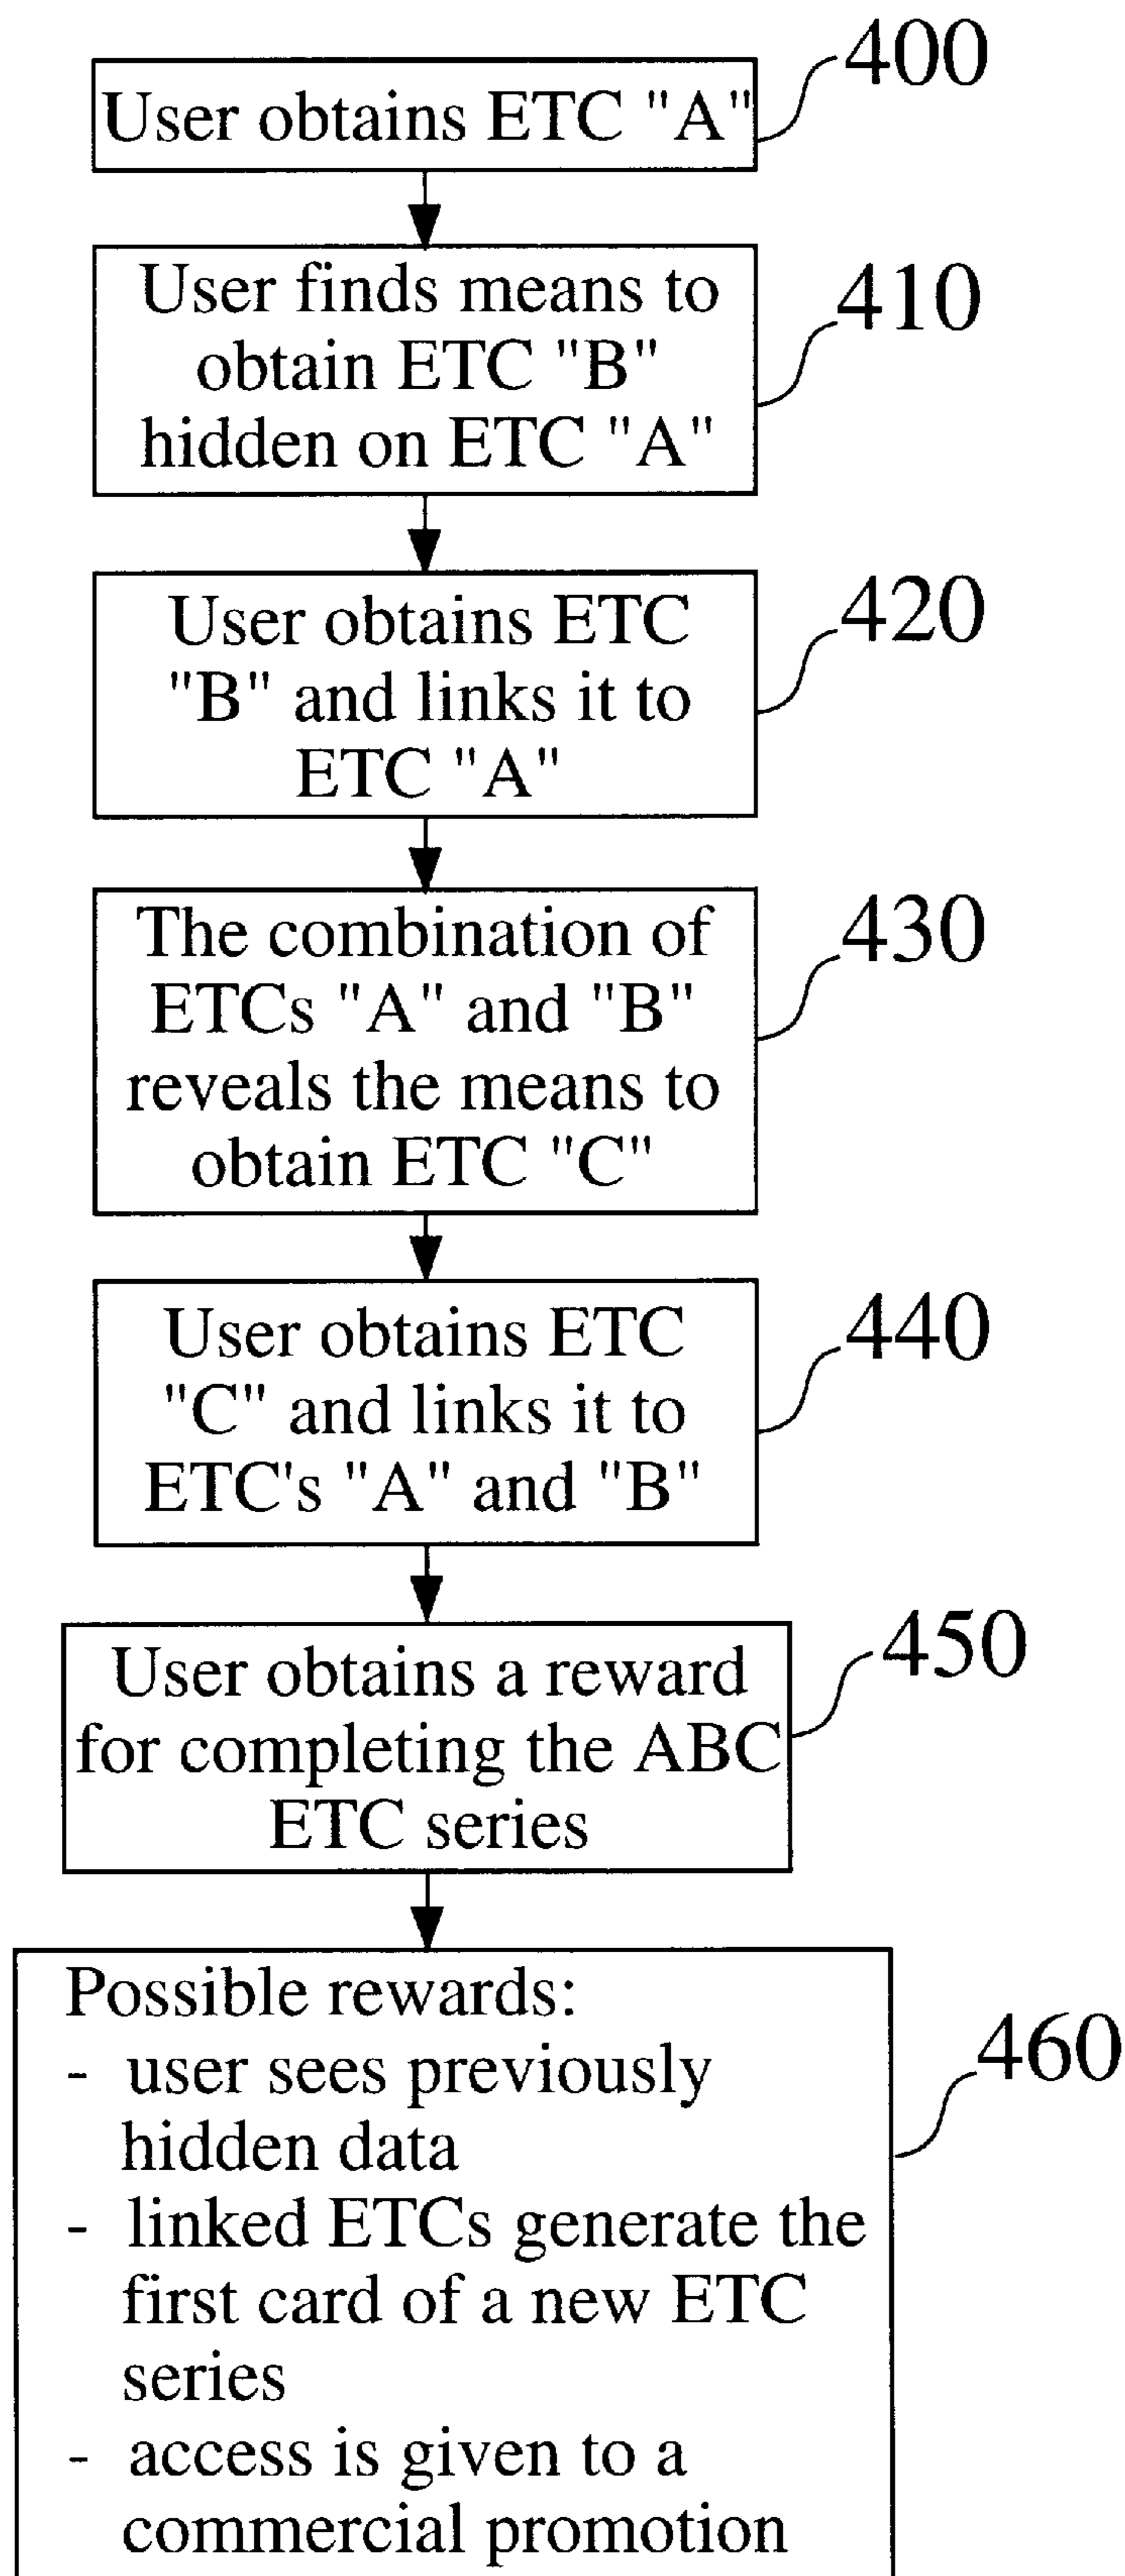 400
User obtains ETC "A"
410
User finds means to
obtain ETC "B"
hidden on ETC "A"
420
User obtains ETC
"B" and links it to
ETC "A"
430
The combination of
ETCs "A" and "B"
reveals the means to
obtain ETC "C"
440
User obtains ETC
"C" and links it to
ETC's "A" and "B"
450
User obtains a reward
for completing the ABC
ETC series
460
Possible rewards:
- user sees previously
hidden data
- linked ETCs generate the
first card of a new ETC
series
- access is given to a
commercial promotion